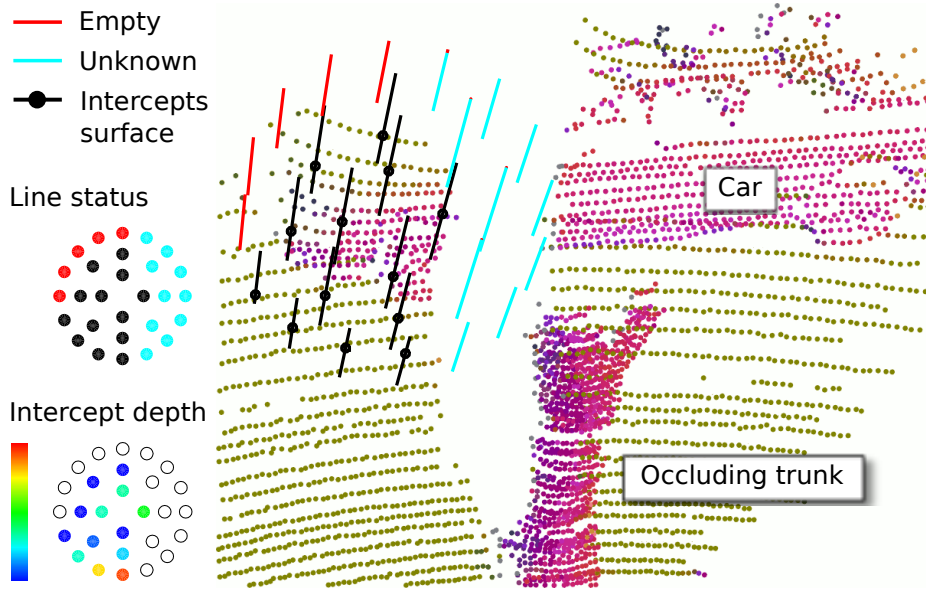 Empty
Unknown
Intercepts
surface
Line status
Intercept depth
Car
Occluding trunk